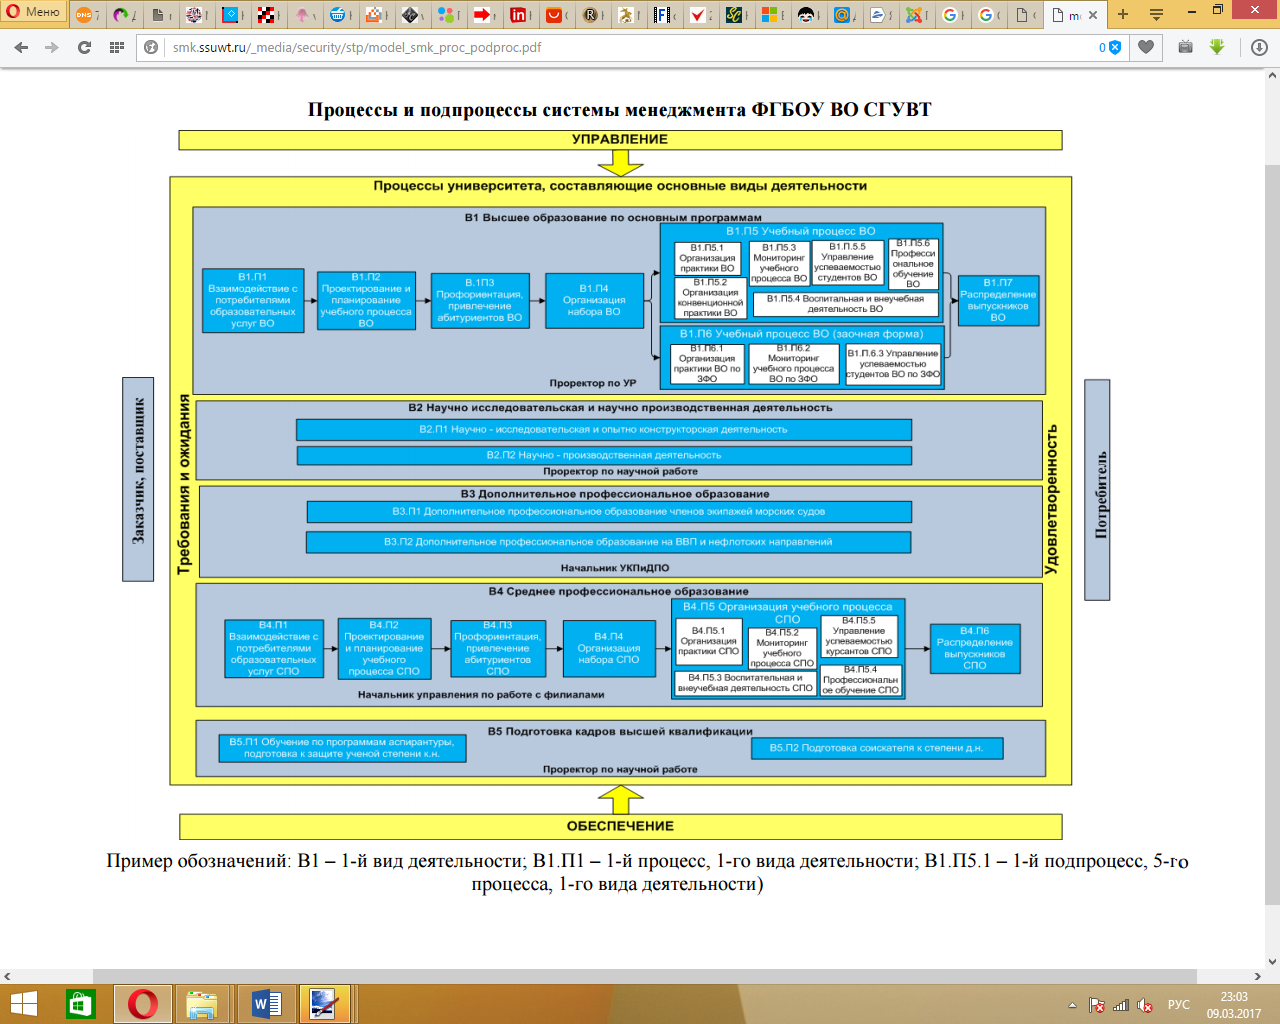 Меню
smk.ssuwt.ru/_media/security/stp/model_smk_proc_podproc.pdf
0
Процессы и подпроцессы системы менеджмента ФГБОУ ВО СГУВТ
УПРАВЛЕНИЕ
Процессы университета, составляющие основные виды деятельности
Заказчик, поставщик
Требования и ожидания
В1 Высшее образование по основным программам
В1.П1
Взаимодействие с
потребителями
образовательных
услуг ВО
В1.П2
Проектирование и
планирование
учебного процесса
ВО
В.1П3
Профориентация,
привлечение
абитуриентов ВО
В1.П4
Организация
набора ВО
В1.П5 Учебный процесс ВО
В1.П5.1
Организация
практики ВО
В1.П5.2
Организация
конвенционной
практики ВО
В1.П5.3
Мониторинг
учебного
процесса ВО
В1.П.5.5
Управление
успеваемостью
студентов ВО
В1.П5.6
Професси
ональное
обучение
ВО
В1.П5.4 Воспитальная и внеучебная
деятельность ВО
В1.П6 Учебный процесс ВО (заочная форма)
В1.П6.1
Организация
практики ВО по
ЗФО
В1.П6.2
Мониторинг
учебного процесса
ВО по ЗФО
В1.П.6.3 Управление
успеваемостью
студентов ВО по ЗФО
В1.П7
Распределение
выпускников
ВО
Проректор по УР
В2 Научно исследовательская и научно производственная деятельность
В2.П1 Научно - исследовательская и опытно конструкторская деятельность
В2.П2 Научно - производственная деятельность
Проректор по научной работе
В3 Дополнительное профессиональное образование
В3.П1 Дополнительное профессиональное образование членов экипажей морских судов
В3.П2 Дополнительное профессиональное образование на ВВП и нефлотских направлений
Начальник УКПиДПО
В4 Среднее профессиональное образование
В4.П1
Взаимодействие с
потребителями
образовательных
услуг СПО
В4.П2
Проектирование
и планирование
учебного
процесса СПО
В4.П3
Профориентация,
привлечение
абитуриентов
СПО
В4.П4
Организация
набора СПО
В4.П5 Организация учебного процесса
СПО
В4.П5.1
Организация
практики СПО
В4.П5.2
Мониторинг
учебного
процесса СПО
В4.П5.5
Управление
успеваемостью
курсантов СПО
В4.П5.3 Воспитательная и
внеучебная деятельность СПО
В4.П5.4
Профессиональн
ое обучение СПО
В4.П6
Распределение
выпускников
СПО
Начальник управления по работе с филиалами
В5 Подготовка кадров высшей квалификации
В5.П1 Обучение по программам аспирантуры,
подготовка к защите ученой степени к.н.
В5.П2 Подготовка соискателя к степени д.н.
Проректор по научной работе
Удовлетворенность
Потребитель
ОБЕСПЕЧЕНИЕ
Пример обозначений: В1 – 1-й вид деятельности; В1.П1 – 1-й процесс, 1-го вида деятельности; В1.П5.1 – 1-й подпроцесс, 5-го
процесса, 1-го вида деятельности)
РУС
23:03
09.03.2017